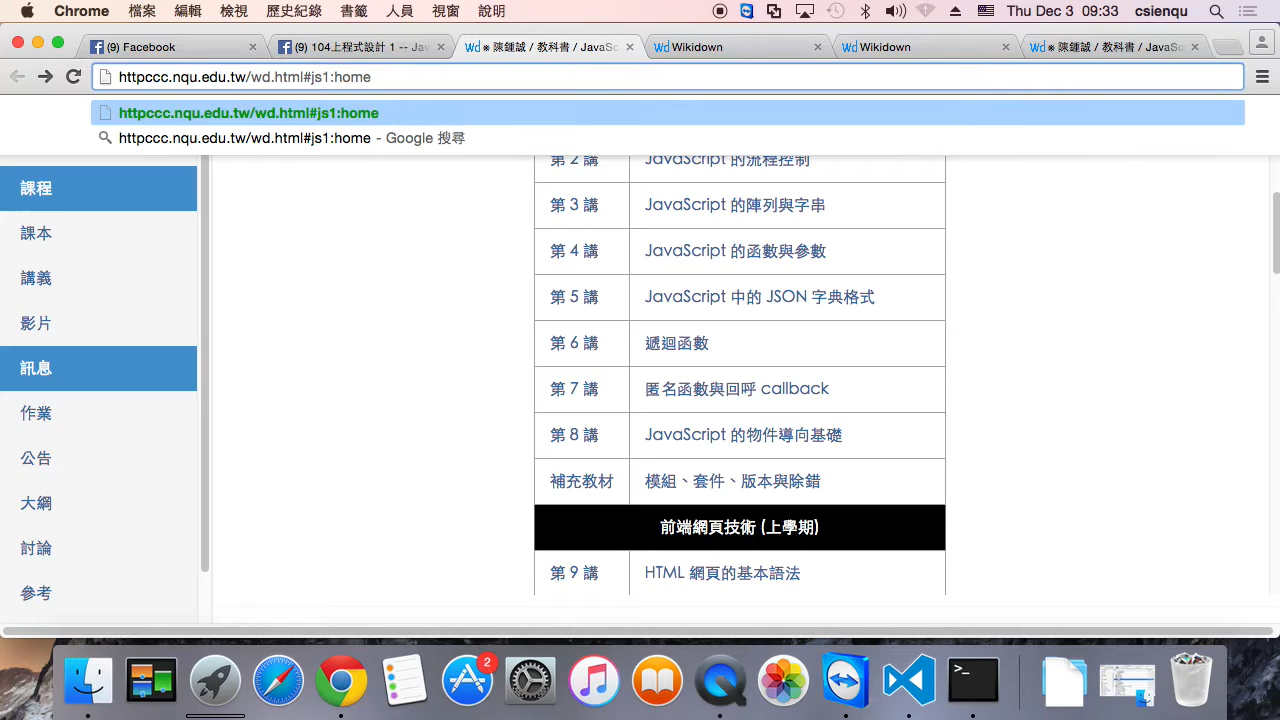 Chrome 檔案 編輯 檢視 歷史紀錄 書籤 人員 視窗 說明 Thu Dec 3 09:33 csienqu
(9) Facebook
(9) 104上程式設計 1 -- Jav
Wd ※ 陳鍾誠 / 教科書 / JavaSc
Wd Wikidown
Wd Wikidown
Wd ※ 陳鍾誠 / 教科書 / JavaSc
httpccc.nqu.edu.tw/wd.html#js1:home
httpccc.nqu.edu.tw/wd.html#js1:home
httpccc.nqu.edu.tw/wd.html#js1:home - Google 搜尋
課程
課本
講義
影片
訊息
作業
公告
大綱
討論
參考
第 2 講 JavaScript 的流程控制
第 3 講 JavaScript 的陣列與字串
第 4 講 JavaScript 的函數與參數
第 5 講 JavaScript 中的 JSON 字典格式
第 6 講 遞迴函數
第 7 講 匿名函數與回呼 callback
第 8 講 JavaScript 的物件導向基礎
補充教材 模組、套件、版本與除錯
前端網頁技術 (上學期)
第 9 講 HTML 網頁的基本語法
2
>_